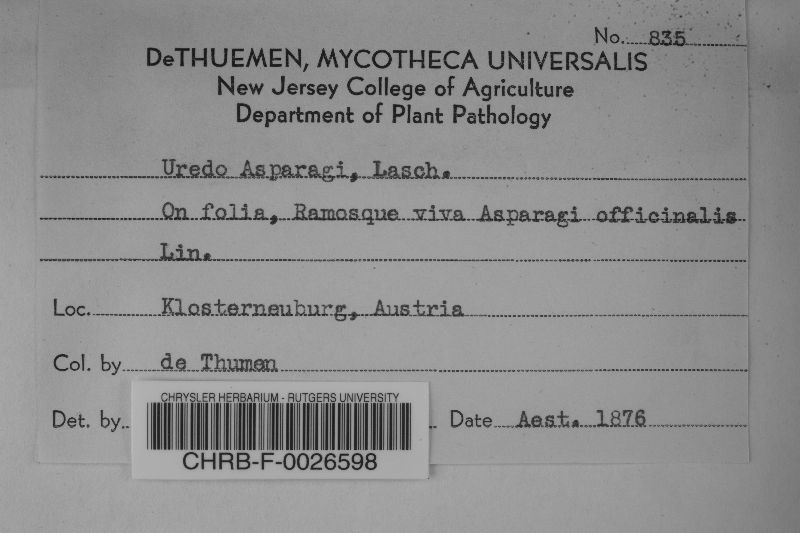 No. 835
DeTHUEMEN, MYCOTHECA UNIVERSALIS
New Jersey College of Agriculture
Department of Plant Pathology
Uredo Asparagi, Lasch.
On folia, Ramosque viva Asparagi officinalis
Lin.
Loc. Klosterneuburg, Austria
Col. by de Thumen
Det. by
Date Aest. 1876
CHRYSLER HERBARIUM - RUTGERS UNIVERSITY
CHRB-F-0026598